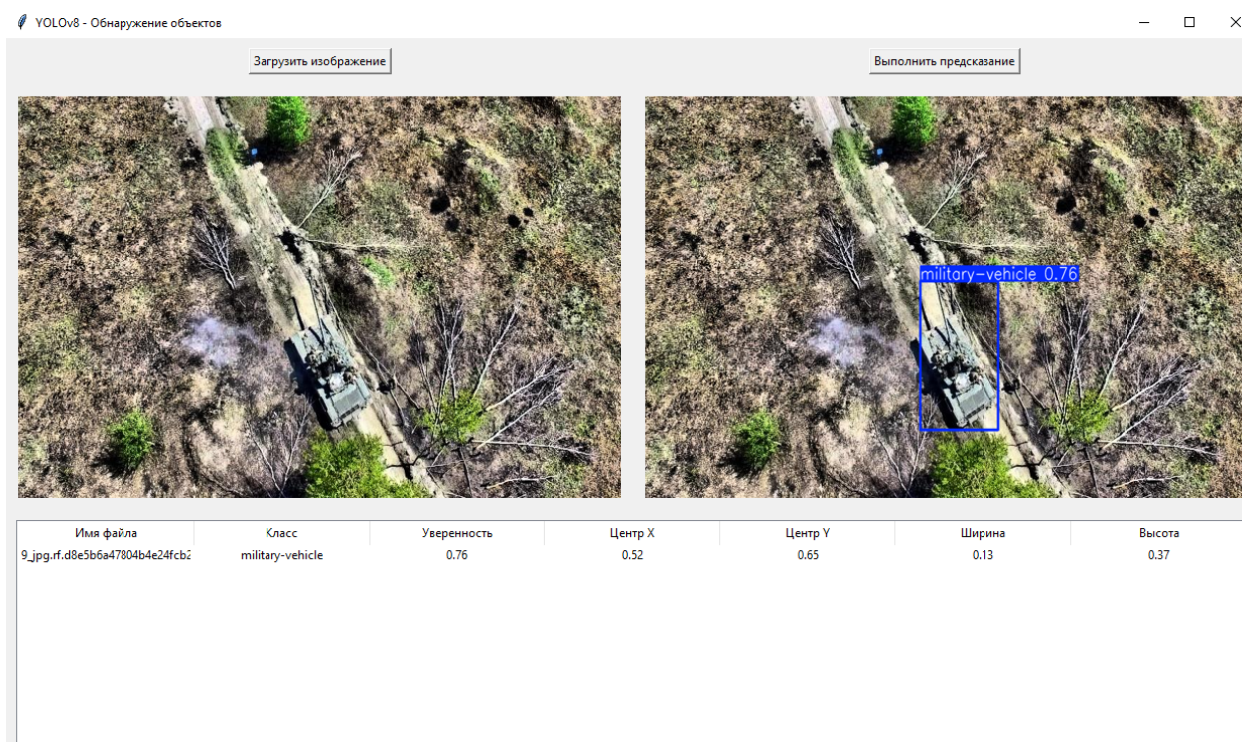 YOLOv8 - Обнаружение объектов
Загрузить изображение
Выполнить предсказание
military-vehicle 0.76
Имя файла Класс Уверенность Центр X Центр Y Ширина Высота
9_jpg.rf.d8e5b6a47804b4e24fcb2 military-vehicle 0.76 0.52 0.65 0.13 0.37